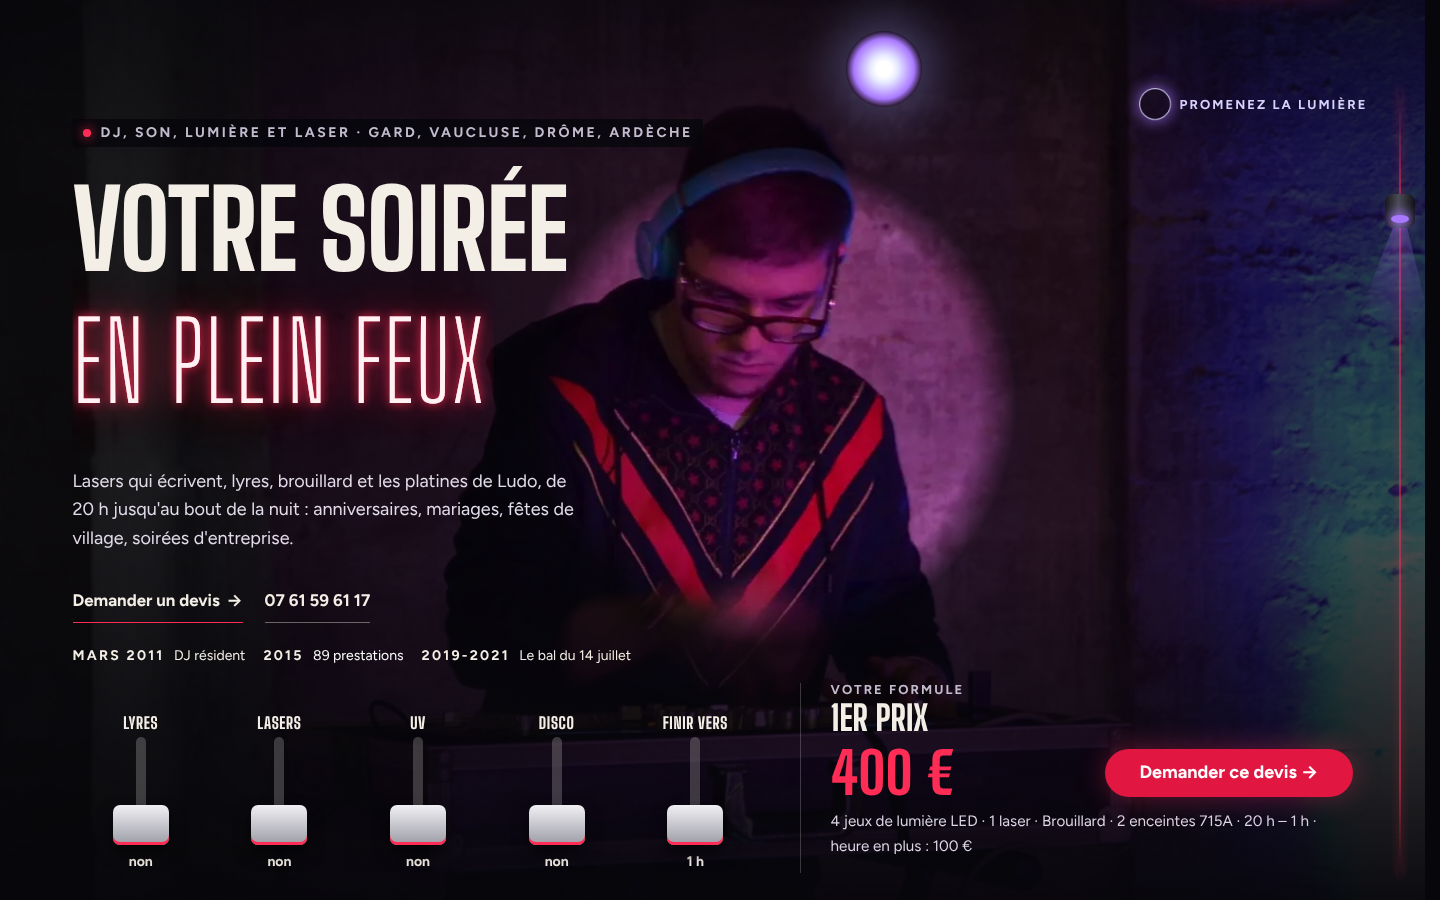 DJ, SON, LUMIÈRE ET LASER · GARD, VAUCLUSE, DRÔME, ARDÈCHE
PROMENEZ LA LUMIÈRE
VOTRE SOIRÉE
EN PLEIN FEUX
Lasers qui écrivent, lyres, brouillard et les platines de Ludo, de
20 h jusqu'au bout de la nuit : anniversaires, mariages, fêtes de
village, soirées d'entreprise.
Demander un devis →
07 61 59 61 17
MARS 2011 DJ résident 2015 89 prestations 2019-2021 Le bal du 14 juillet
LYRES LASERS UV DISCO FINIR VERS
non non non non 1 h
VOTRE FORMULE
1ER PRIX
400 €
Demander ce devis →
4 jeux de lumière LED · 1 laser · Brouillard · 2 enceintes 715A · 20 h – 1 h ·
heure en plus : 100 €